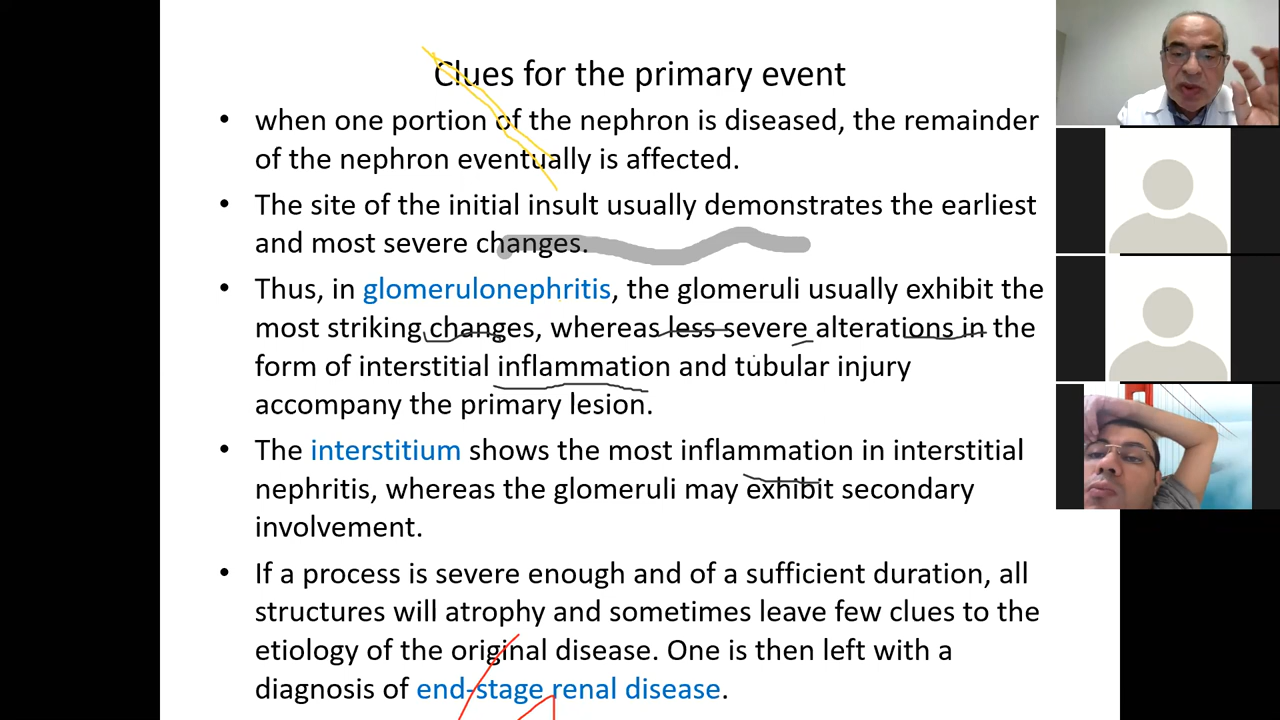 Clues for the primary event
• when one portion of the nephron is diseased, the remainder
of the nephron eventually is affected.
• The site of the initial insult usually demonstrates the earliest
and most severe changes.
• Thus, in glomerulonephritis, the glomeruli usually exhibit the
most striking changes, whereas less severe alterations in the
form of interstitial inflammation and tubular injury
accompany the primary lesion.
• The interstitium shows the most inflammation in interstitial
nephritis, whereas the glomeruli may exhibit secondary
involvement.
• If a process is severe enough and of a sufficient duration, all
structures will atrophy and sometimes leave few clues to the
etiology of the original disease. One is then left with a
diagnosis of end-stage renal disease.